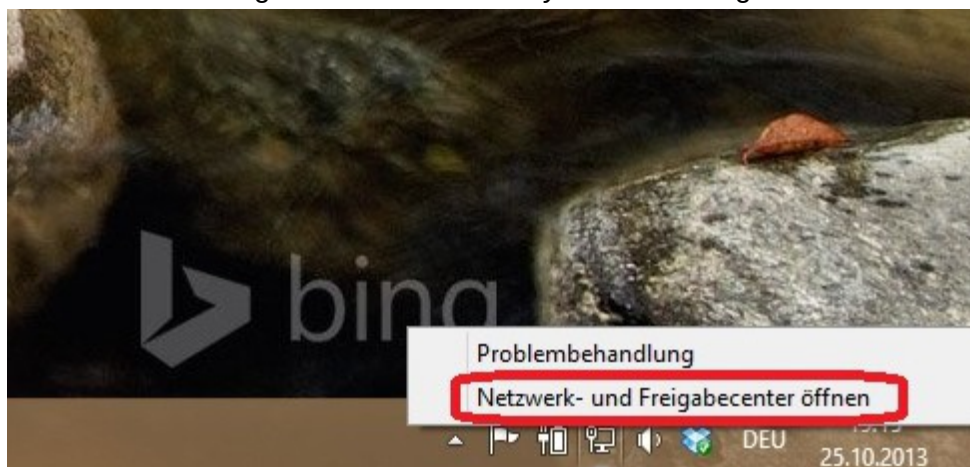 bing
Problembehandlung
Netzwerk- und Freigabecenter öffnen
DEU
25.10.2013